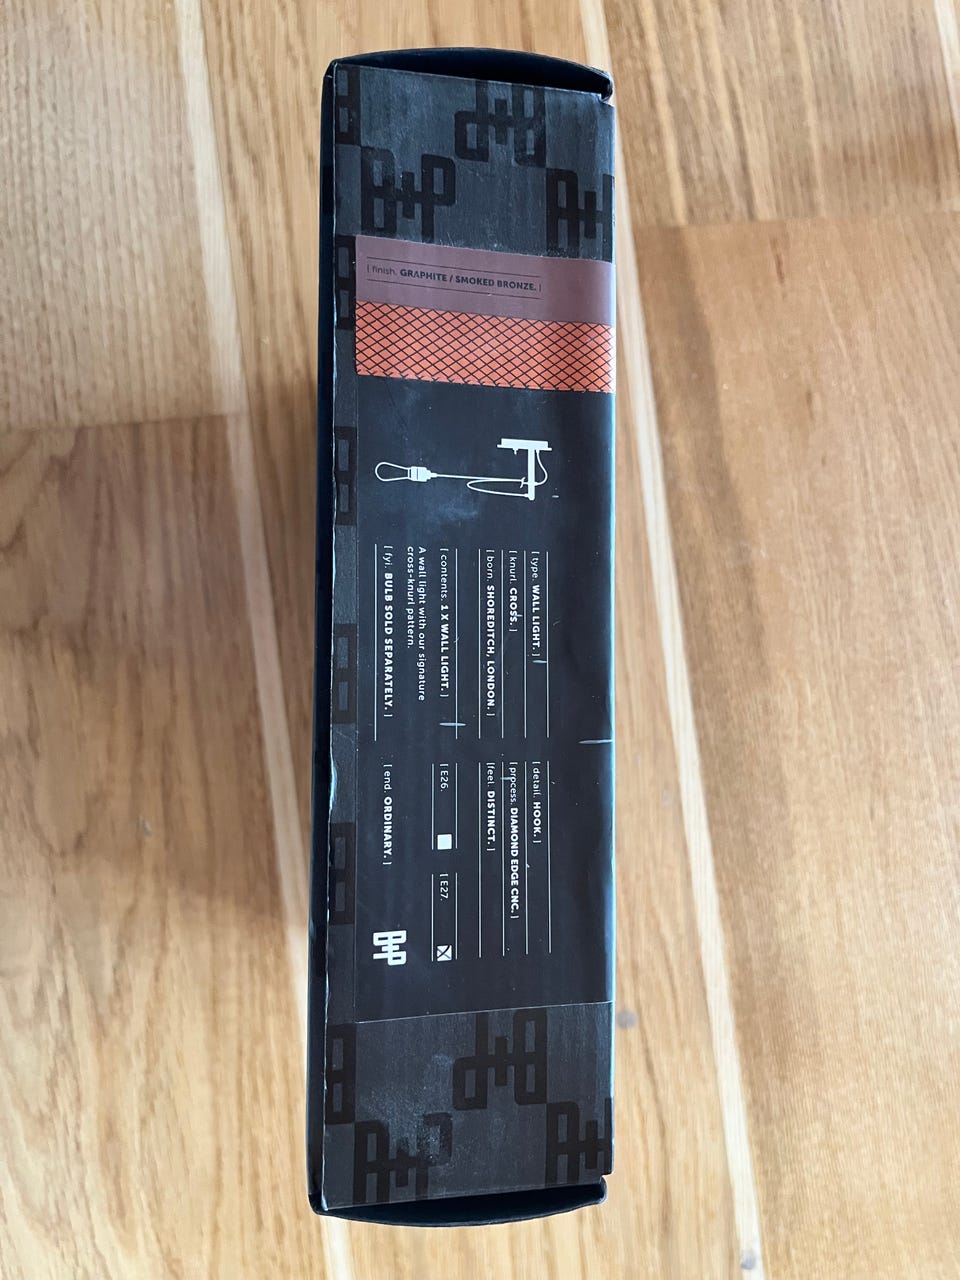 [ finish. GRAPHITE / SMOKED BRONZE. ]
[ type. WALL LIGHT. ]
[ knurl. CROSS. ]
[ born. SHOREDITCH, LONDON. ]
[ contents. 1 X WALL LIGHT. ]
A wall light with our signature
cross-knurl pattern.
[ fyi. BULB SOLD SEPARATELY. ]
[ detail. HOOK. ]
[ process. DIAMOND EDGE CNC. ]
[ feel. DISTINCT. ]
[ E26.
[ E27.
[ end. ORDINARY. ]
B+P